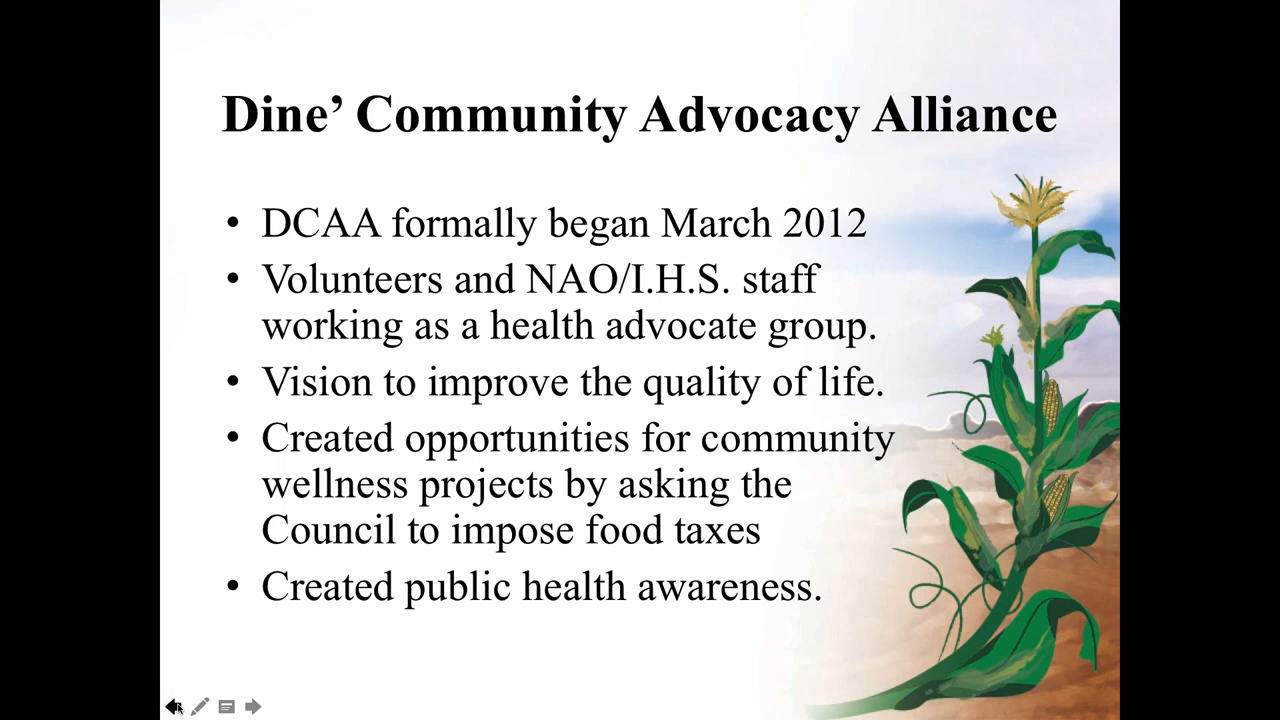 Dine’ Community Advocacy Alliance
• DCAA formally began March 2012
• Volunteers and NAO/I.H.S. staff
working as a health advocate group.
• Vision to improve the quality of life.
• Created opportunities for community
wellness projects by asking the
Council to impose food taxes
• Created public health awareness.